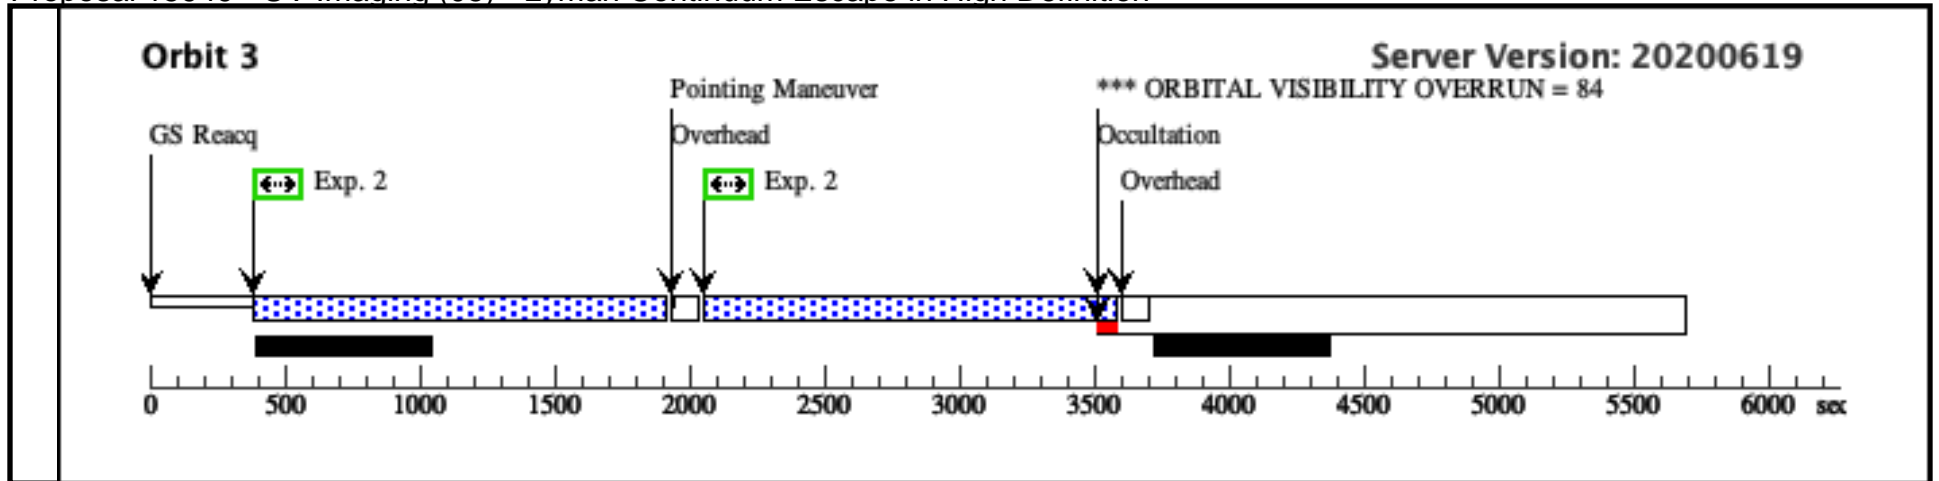 Orbit 3
Server Version: 20200619
Pointing Maneuver
*** ORBITAL VISIBILITY OVERRUN = 84
GS Reacq
Overhead
Occultation
Exp. 2
Exp. 2
Overhead
0 500 1000 1500 2000 2500 3000 3500 4000 4500 5000 5500 6000 sec